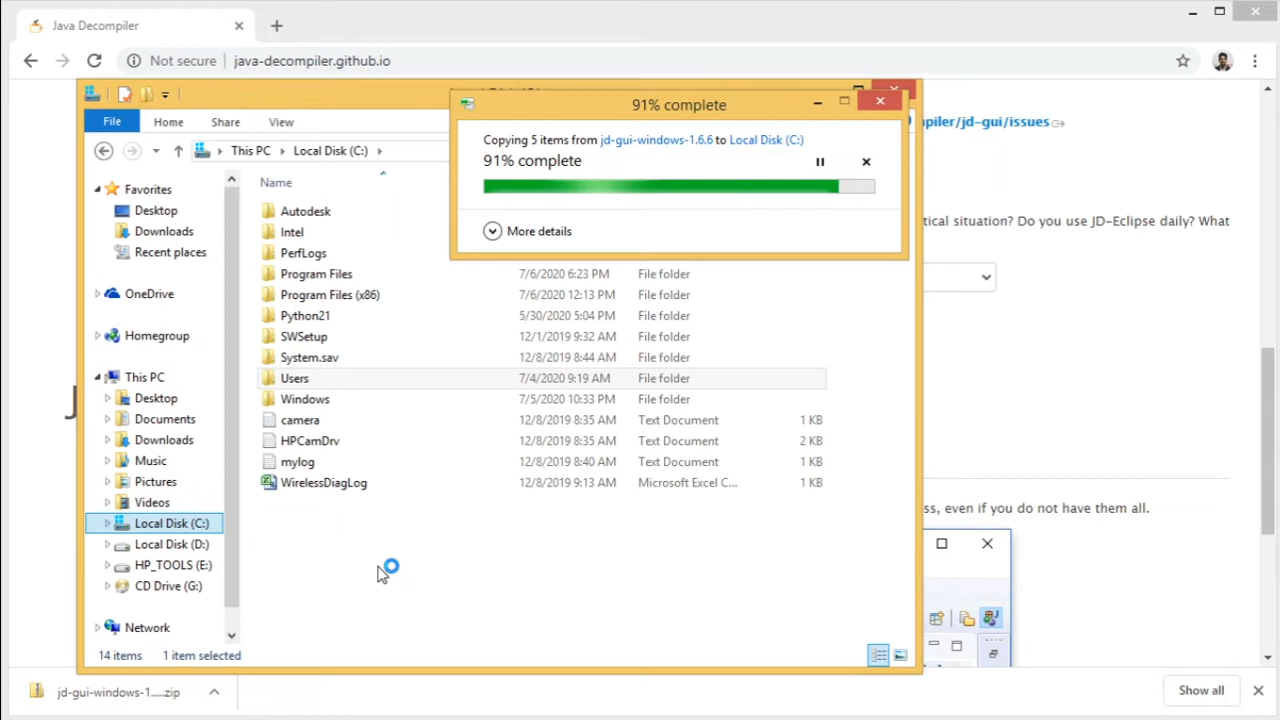 Java Decompiler
Not secure
java-decompiler.github.io
91% complete
Copying 5 items from jd-gui-windows-1.6.6 to Local Disk (C:)
91% complete
More details
File
Home
Share
View
This PC
Local Disk (C:)
Favorites
Desktop
Downloads
Recent places
OneDrive
Homegroup
This PC
Desktop
Documents
Downloads
Music
Pictures
Videos
Local Disk (C:)
Local Disk (D:)
HP_TOOLS (E:)
CD Drive (G:)
Network
Name
Autodesk
Intel
PerfLogs
Program Files 7/6/2020 6:23 PM File folder
Program Files (x86) 7/6/2020 12:13 PM File folder
Python21 5/30/2020 5:04 PM File folder
SWSetup 12/1/2019 9:32 AM File folder
System.sav 12/8/2019 8:44 AM File folder
Users 7/4/2020 9:19 AM File folder
Windows 7/5/2020 10:33 PM File folder
camera 12/8/2019 8:35 AM Text Document 1 KB
HPCamDrv 12/8/2019 8:35 AM Text Document 2 KB
mylog 12/8/2019 8:40 AM Text Document 1 KB
WirelessDiagLog 12/8/2019 9:13 AM Microsoft Excel C... 1 KB
14 items 1 item selected
piler/jd-gui/issues
tical situation? Do you use JD-Eclipse daily? What
ss, even if you do not have them all.
jd-gui-windows-1.....zip
Show all